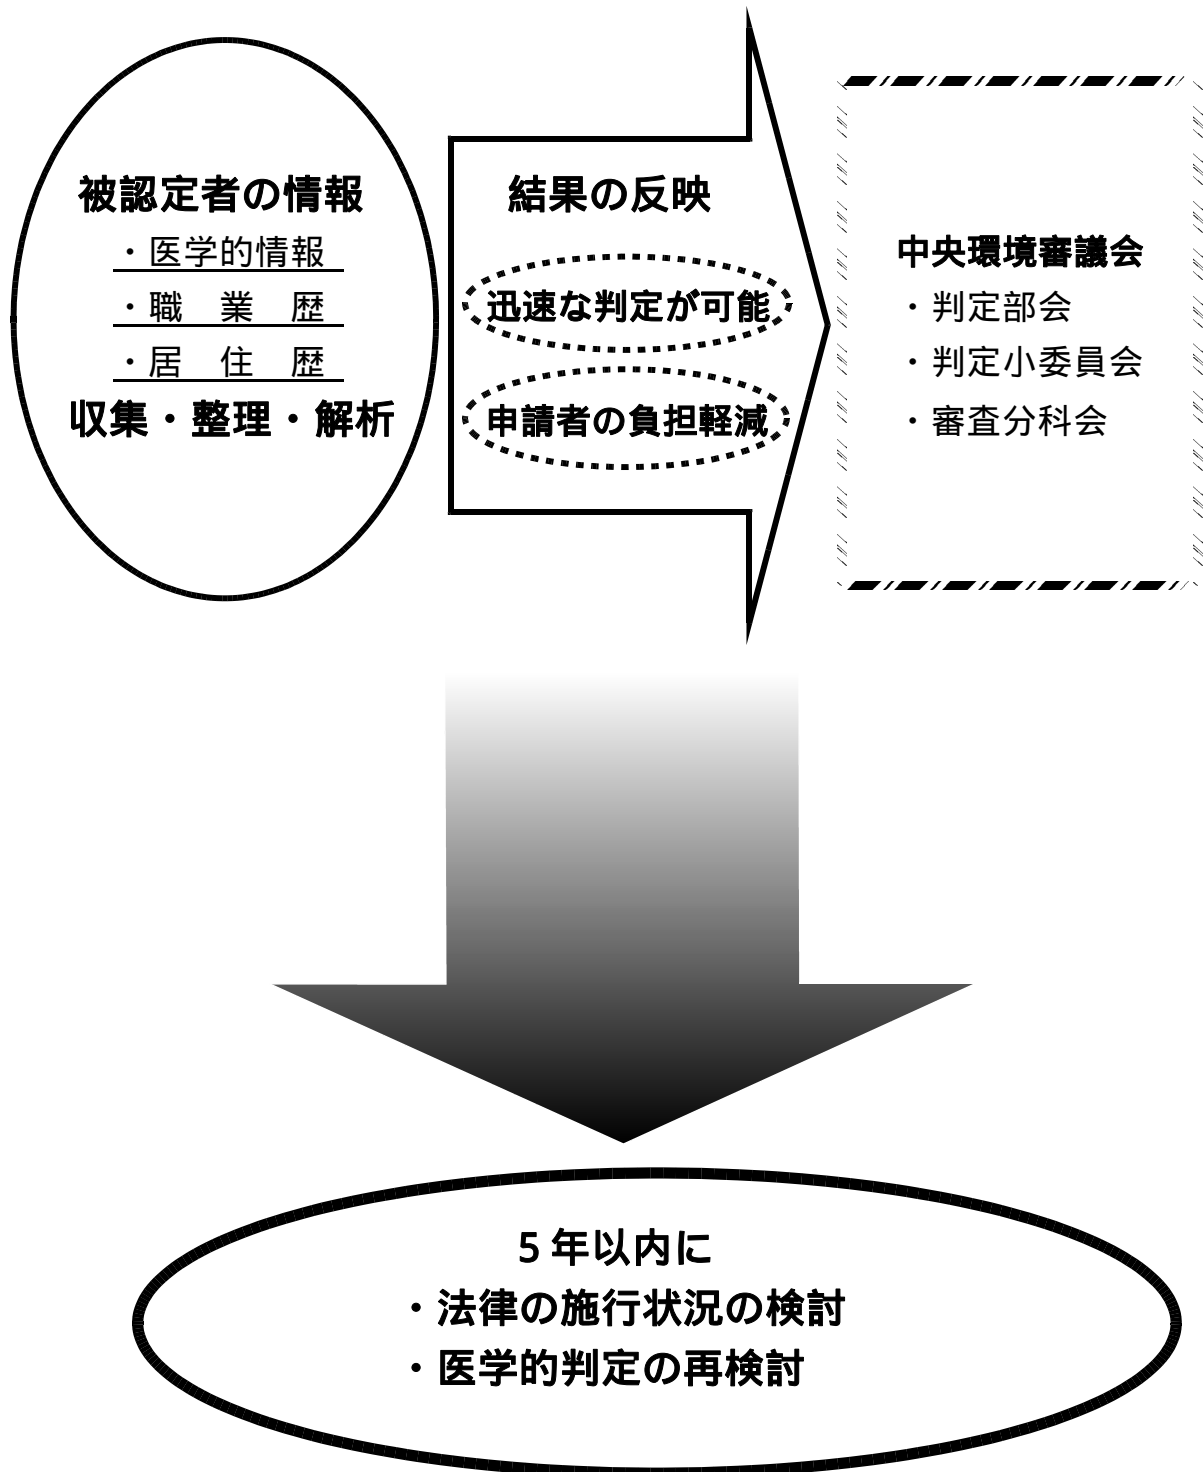 被認定者の情報
・医学的情報
・職　業　歴
・居　住　歴
収集・整理・解析
結果の反映
迅速な判定が可能
申請者の負担軽減
中央環境審議会
・判定部会
・判定小委員会
・審査分科会
5年以内に
・法律の施行状況の検討
・医学的判定の再検討